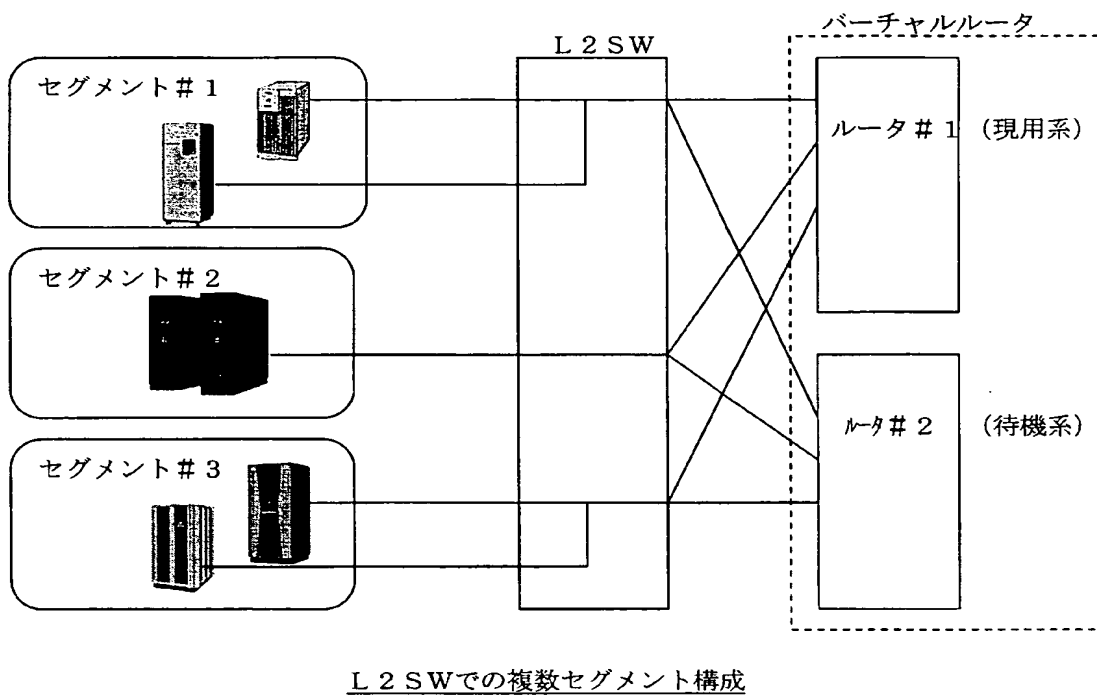 バーチャルルータ
L2SW
セグメント#1
ルータ#1 (現用系)
セグメント#2
ルータ#2 (待機系)
セグメント#3
L2SWでの複数セグメント構成